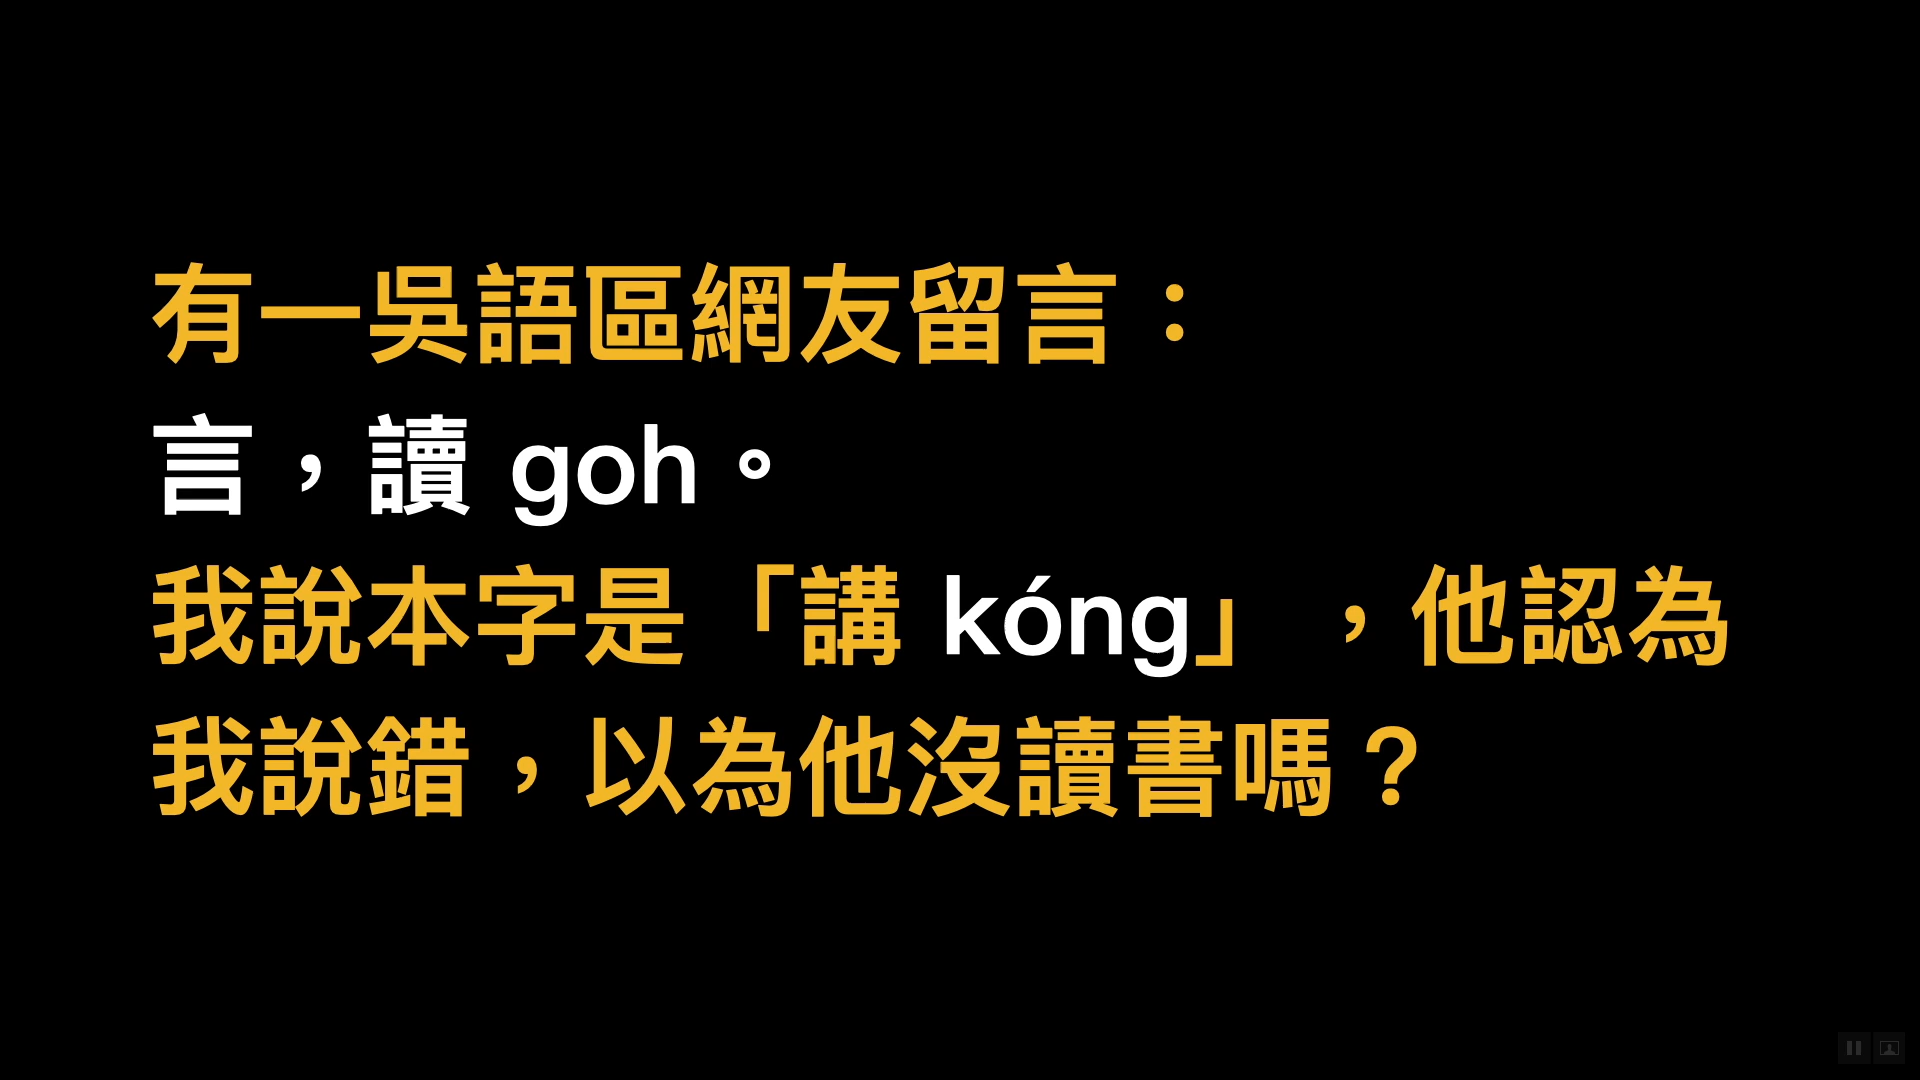 有一吳語區網友留言：
言，讀 goh。
我說本字是「講 kóng」，他認為
我說錯，以為他沒讀書嗎？